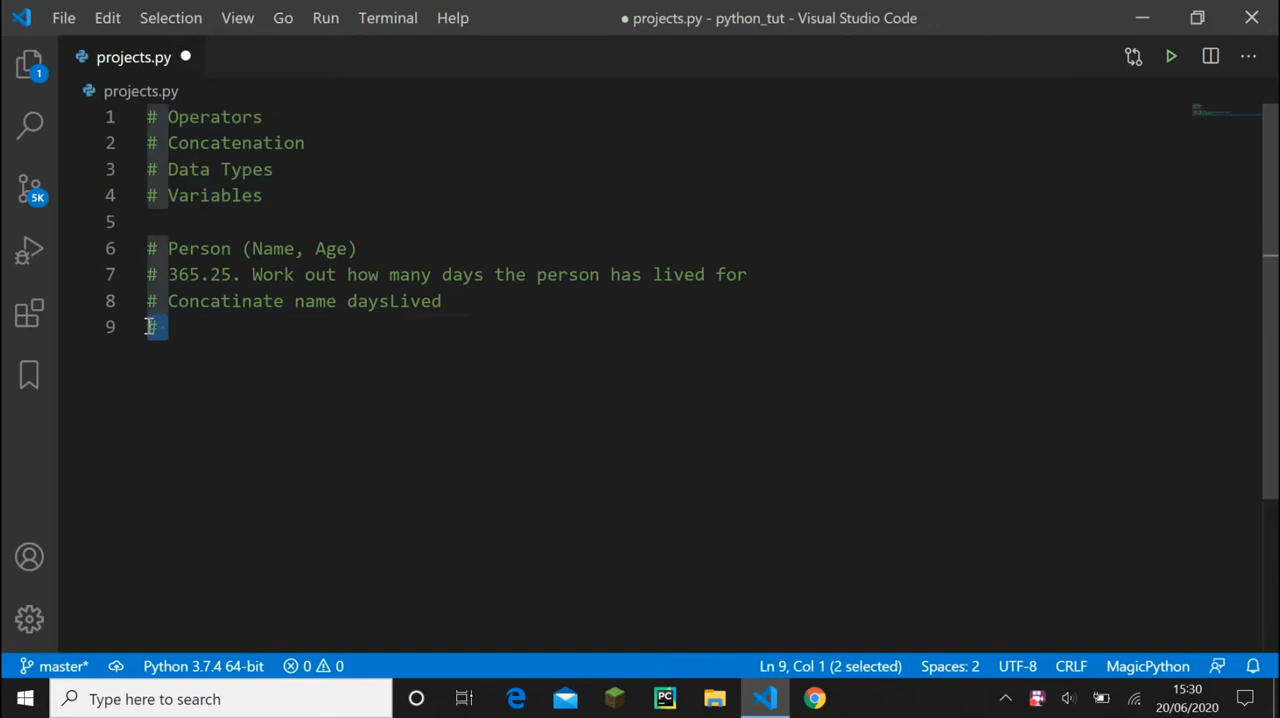 File Edit Selection View Go Run Terminal Help ● projects.py - python_tut - Visual Studio Code
projects.py
projects.py
1 # Operators
2 # Concatenation
3 # Data Types
4 # Variables
5
6 # Person (Name, Age)
7 # 365.25. Work out how many days the person has lived for
8 # Concatinate name daysLived
9 #
1
5K
master* Python 3.7.4 64-bit 0 0 Ln 9, Col 1 (2 selected) Spaces: 2 UTF-8 CRLF MagicPython
Type here to search
PC
15:30
20/06/2020